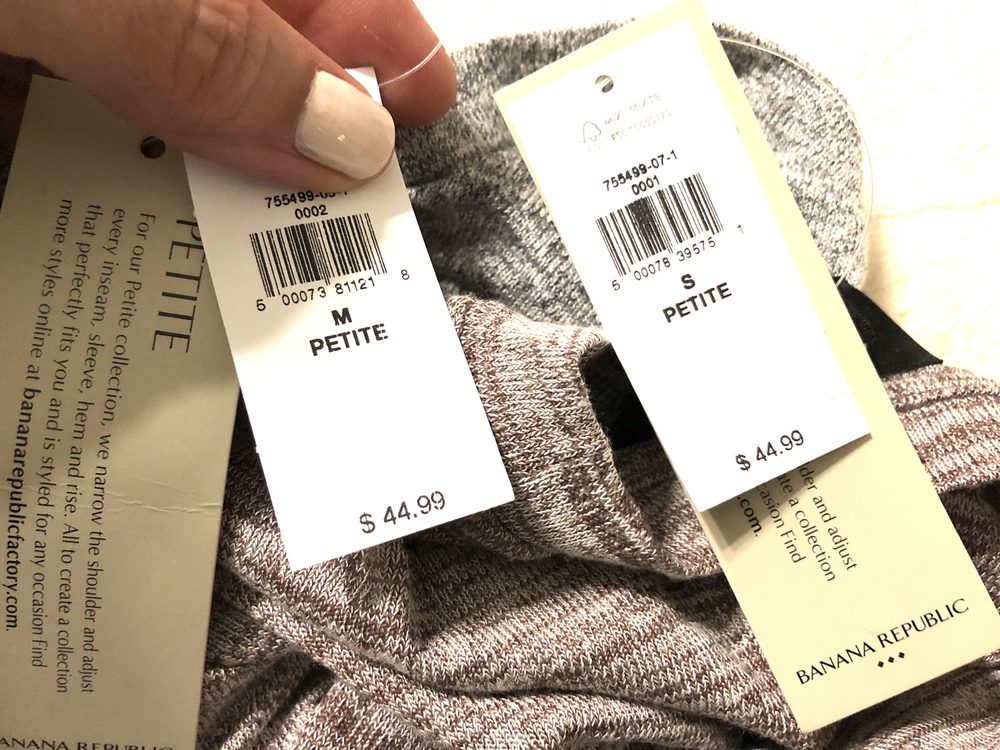 PETITE
For our Petite collection, we narrow the shoulder and adjust
every inseam, sleeve, hem and rise. All to create a collection
that perfectly fits you and is styled for any occasion Find
more styles online at bananarepublicfactory.com.
BANANA REPUBLIC
0002
5 00073 81121 8
M
PETITE
$ 44.99
755499-07-1
0001
5 00078 39575 1
S
PETITE
$ 44.99
der and adjust
te a collection
casion Find
.com.
BANANA REPUBLIC